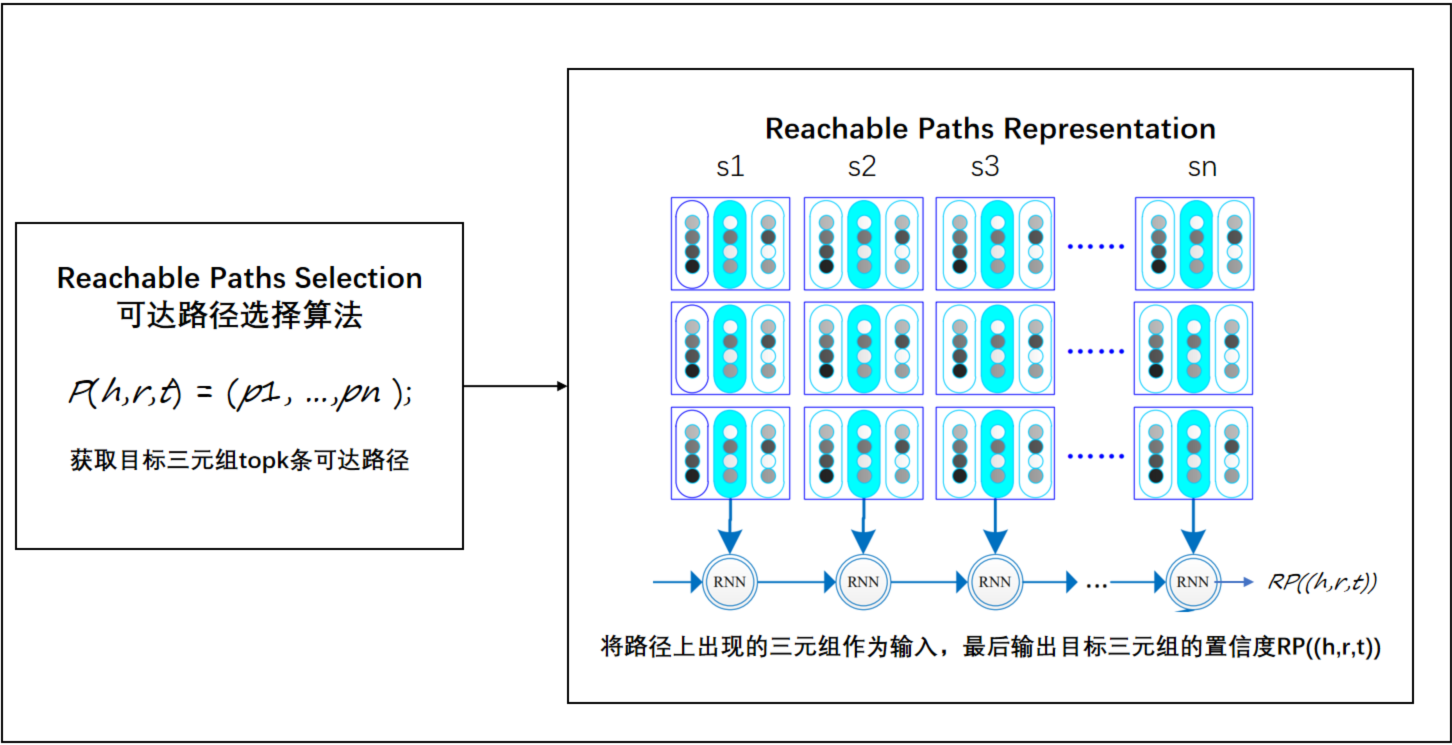 Reachable Paths Selection
可达路径选择算法
P(h,r,t) = (p1, ...,pn );
获取目标三元组topk条可达路径
Reachable Paths Representation
s1 s2 s3 sn
......
......
......
RNN RNN RNN ... RNN RP((h,r,t))
将路径上出现的三元组作为输入，最后输出目标三元组的置信度RP((h,r,t))